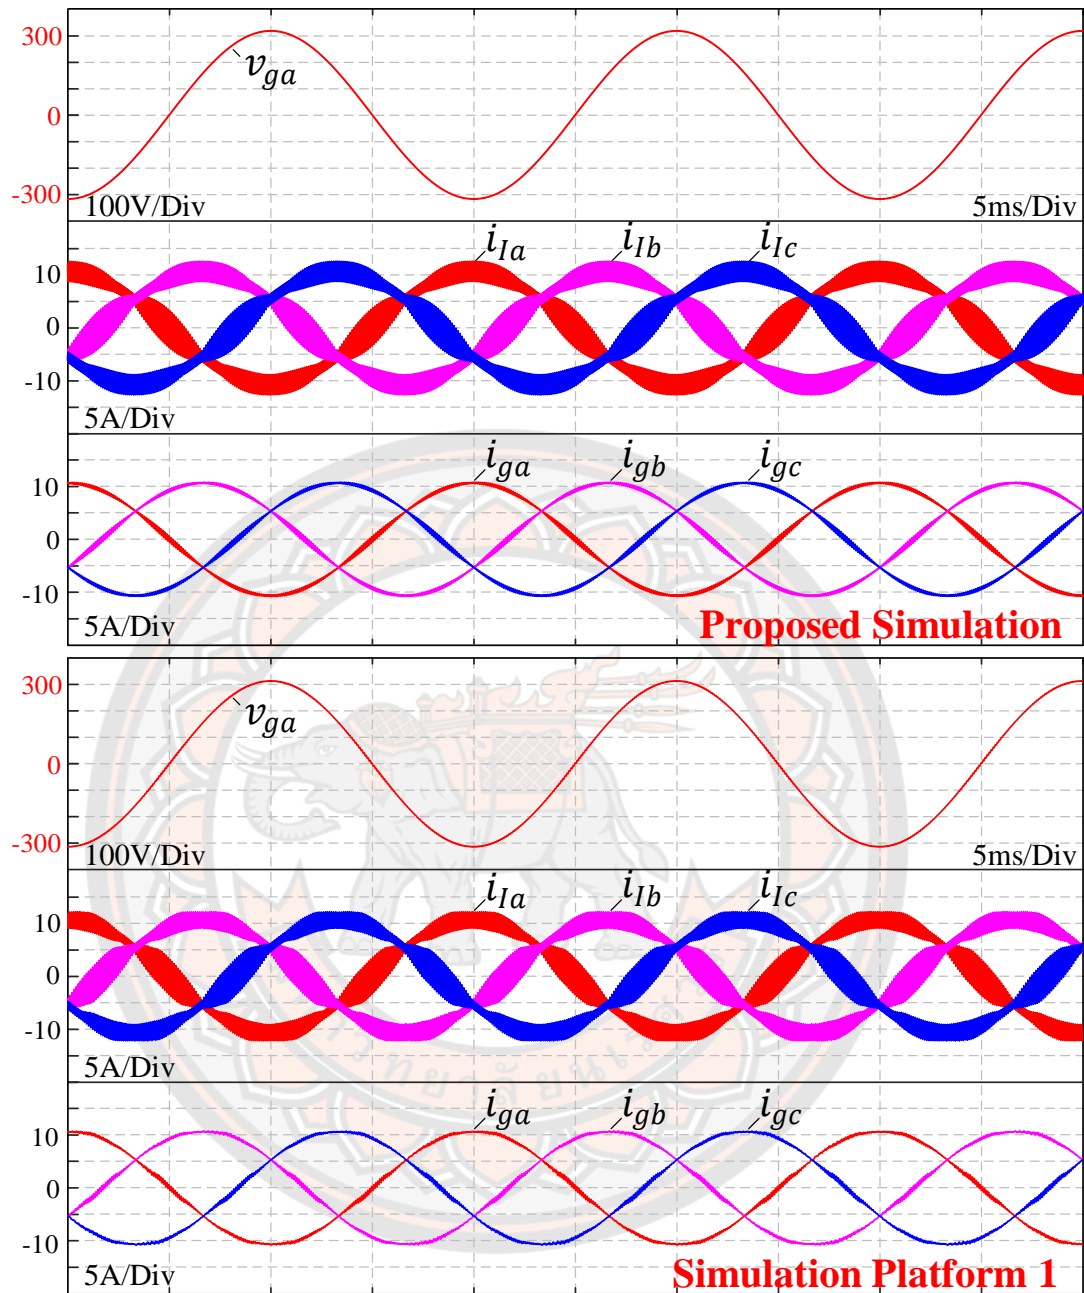 300
v_ga
0
-300
100V/Div
5ms/Div
i_Ia
i_Ib
i_Ic
10
0
-10
5A/Div
i_ga
i_gb
i_gc
10
0
-10
5A/Div
Proposed Simulation
300
v_ga
0
-300
100V/Div
5ms/Div
i_Ia
i_Ib
i_Ic
10
0
-10
5A/Div
i_ga
i_gb
i_gc
10
0
-10
5A/Div
Simulation Platform 1